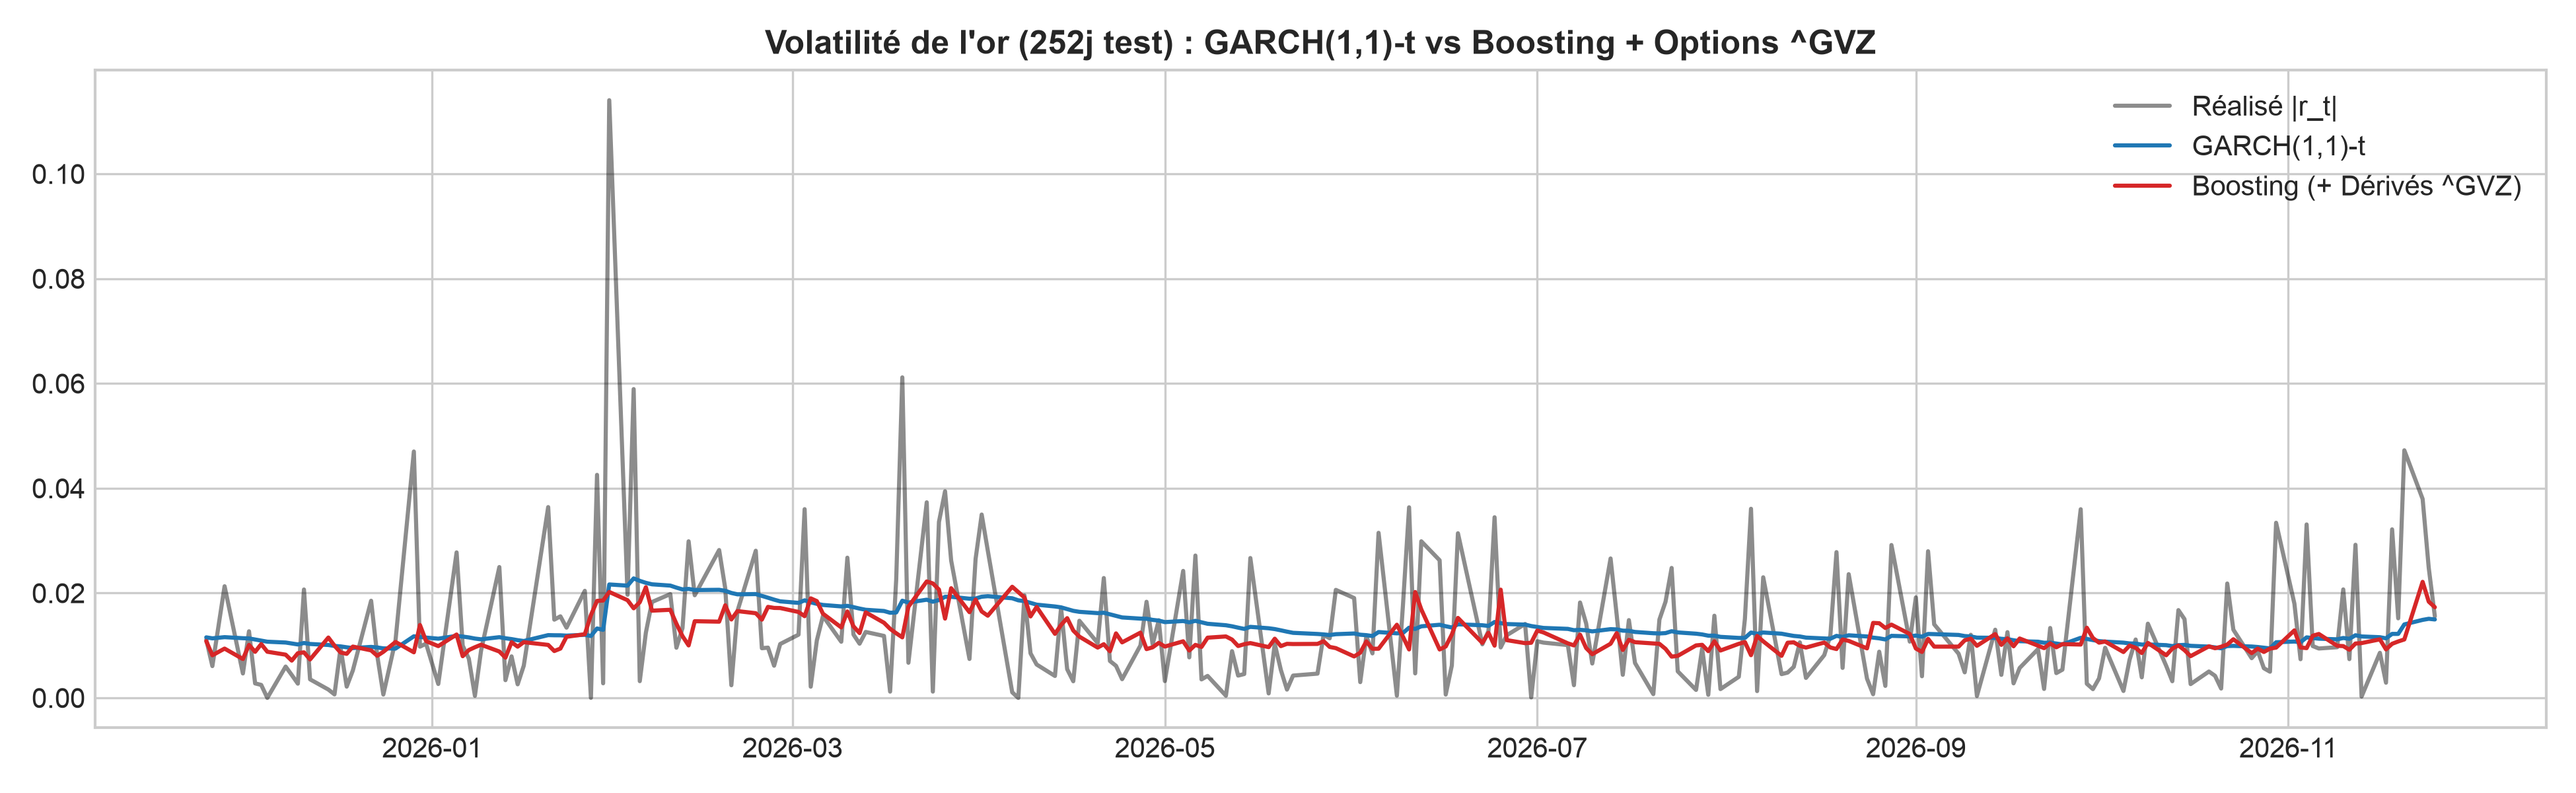 Volatilité de l'or (252j test) : GARCH(1,1)-t vs Boosting + Options ^GVZ
Réalisé |r_t|
GARCH(1,1)-t
Boosting (+ Dérivés ^GVZ)
0.10
0.08
0.06
0.04
0.02
0.00
2026-01 2026-03 2026-05 2026-07 2026-09 2026-11